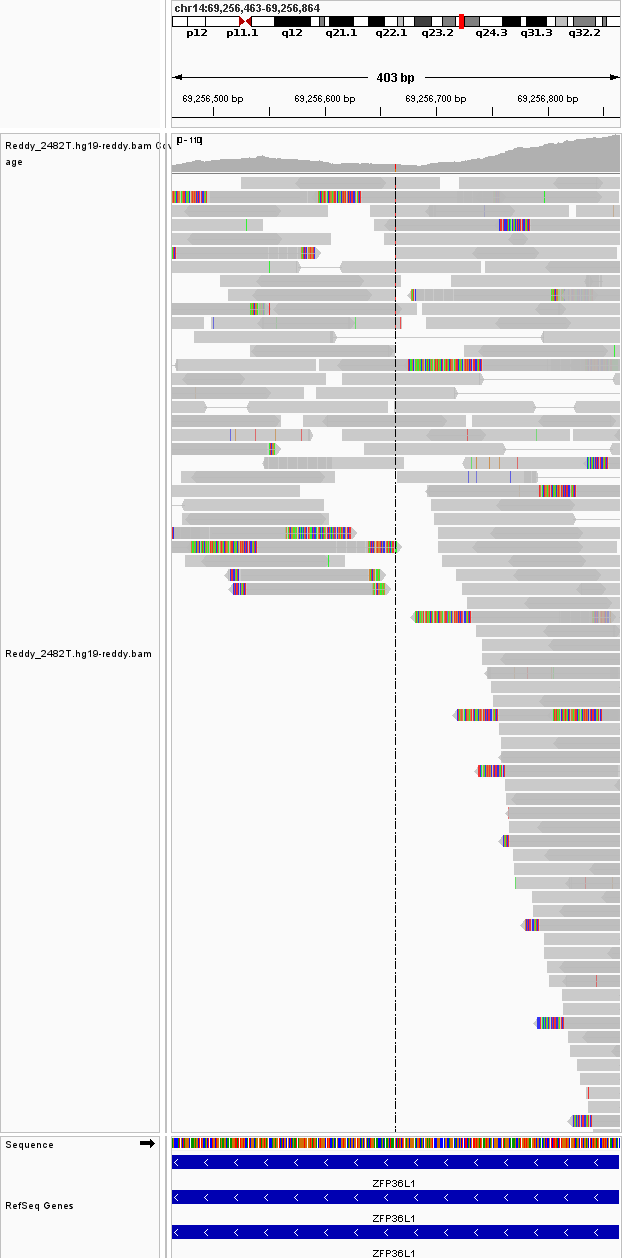 chr14:69,256,463-69,256,864
p12 p11.1 q12 q21.1 q22.1 q23.2 q24.3 q31.3 q32.2
403 bp
69,256,500 bp 69,256,600 bp 69,256,700 bp 69,256,800 bp
[0 - 110]
Reddy_2482T.hg19-reddy.bam Cov
age
Reddy_2482T.hg19-reddy.bam
Sequence
ZFP36L1
RefSeq Genes
ZFP36L1
ZFP36L1